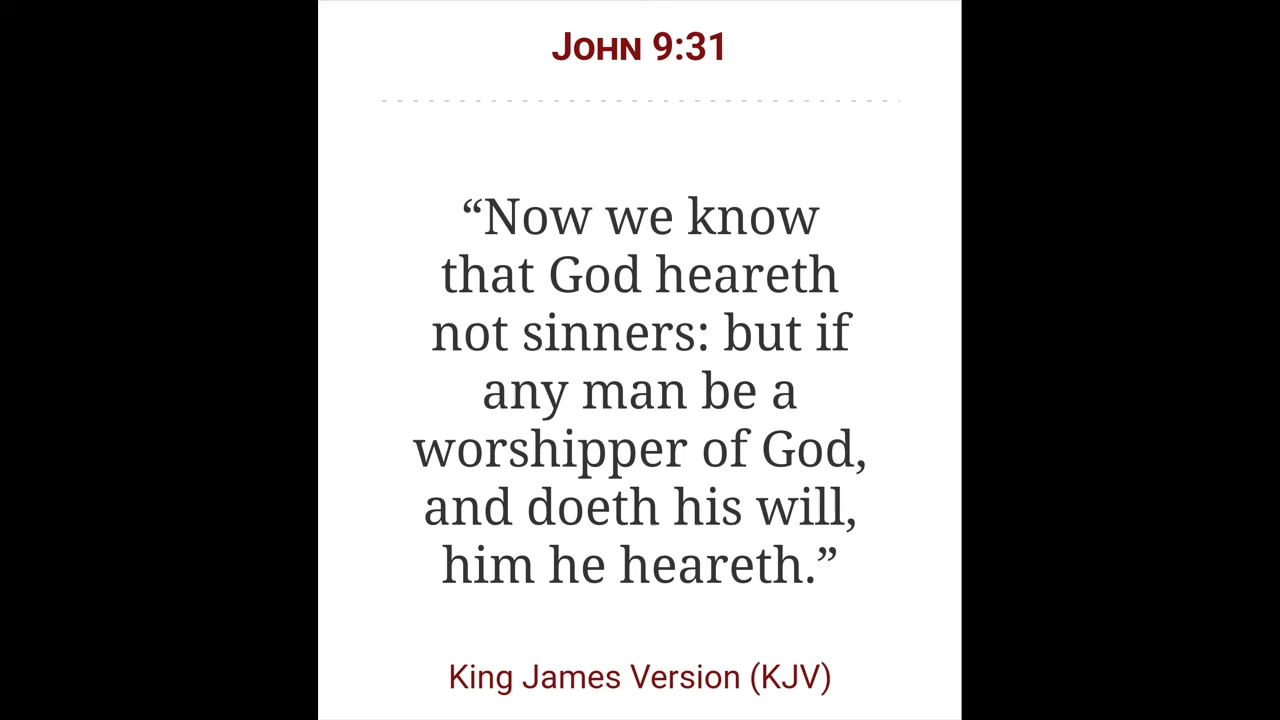 John 9:31
“Now we know
that God heareth
not sinners: but if
any man be a
worshipper of God,
and doeth his will,
him he heareth.”
King James Version (KJV)